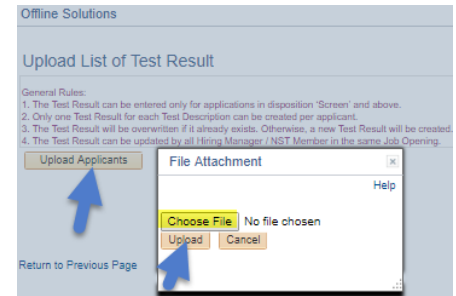 Offline Solutions
Upload List of Test Result
General Rules:
1. The Test Result can be entered only for applications in disposition 'Screen' and above.
2. Only one Test Result for each Test Description can be created per applicant.
3. The Test Result will be overwritten if it already exists. Otherwise, a new Test Result will be created.
4. The Test Result can be updated by all Hiring Manager / NST Member in the same Job Opening.
Upload Applicants
File Attachment
x
Help
Choose File No file chosen
Upload Cancel
Return to Previous Page